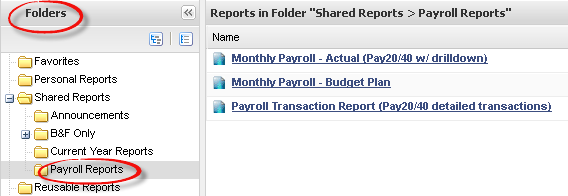 Folders
Favorites
Personal Reports
Shared Reports
Announcements
B&F Only
Current Year Reports
Payroll Reports
Reusable Reports
Reports in Folder "Shared Reports > Payroll Reports"
Name
Monthly Payroll - Actual (Pay20/40 w/ drilldown)
Monthly Payroll - Budget Plan
Payroll Transaction Report (Pay20/40 detailed transactions)